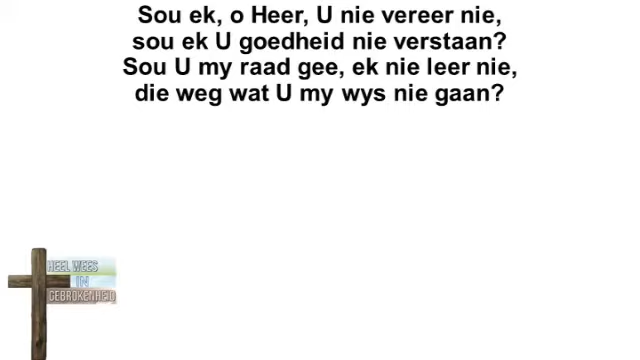 Sou ek, o Heer, U nie vereer nie,
sou ek U goedheid nie verstaan?
Sou U my raad gee, ek nie leer nie,
die weg wat U my wys nie gaan?
HEEL WEES
IN
GEBROKENHEID